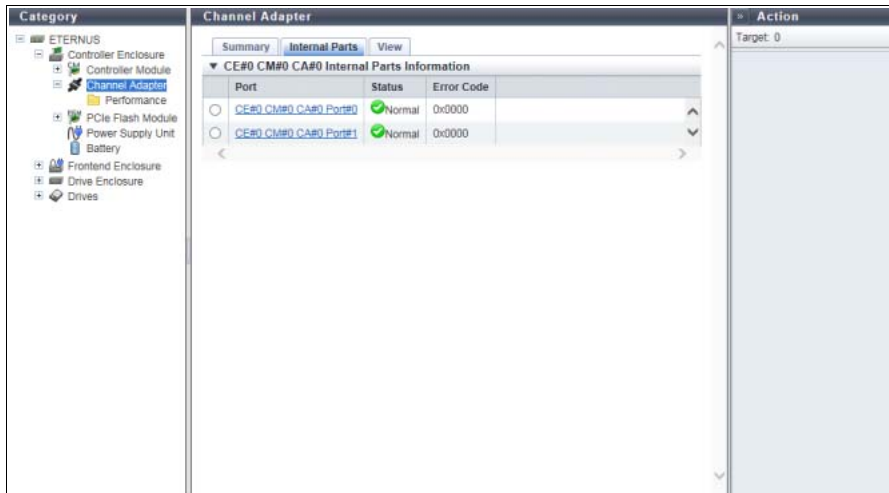 Category
ETERNUS
Controller Enclosure
Controller Module
Channel Adapter
Performance
PCIe Flash Module
Power Supply Unit
Battery
Frontend Enclosure
Drive Enclosure
Drives
Channel Adapter
Summary Internal Parts View
▼ CE#0 CM#0 CA#0 Internal Parts Information
Port Status Error Code
CE#0 CM#0 CA#0 Port#0 Normal 0x0000
CE#0 CM#0 CA#0 Port#1 Normal 0x0000
» Action
Target: 0